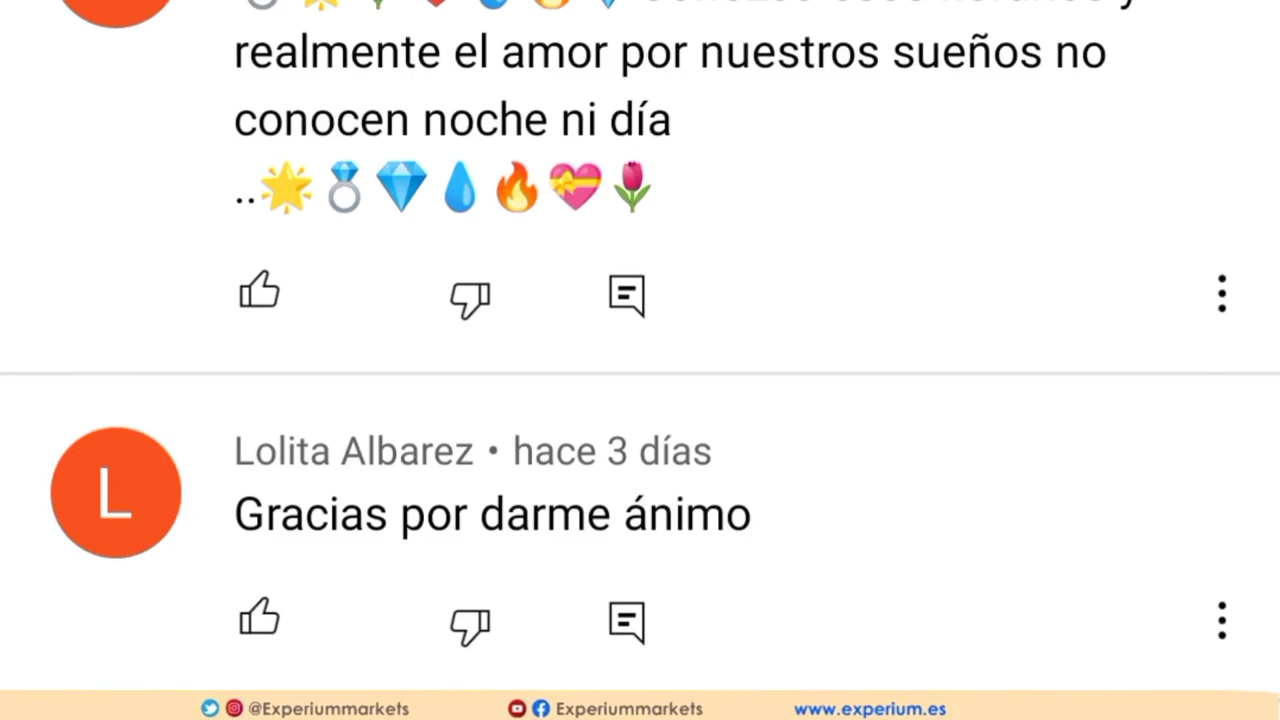 realmente el amor por nuestros sueños no
conocen noche ni día
..🌟💍💎💧🔥💝🌷
Lolita Albarez • hace 3 días
L
Gracias por darme ánimo
@Experiummarkets
Experiummarkets
www.experium.es